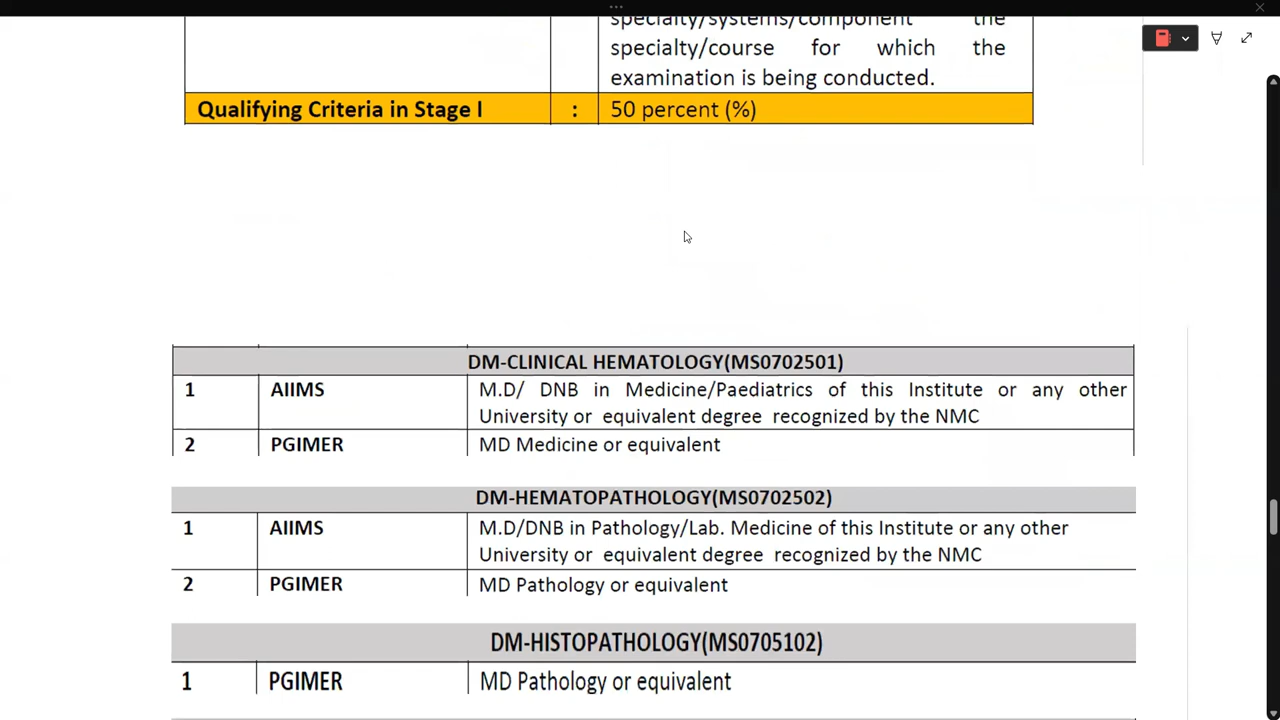 specialty/systems/component the
specialty/course for which the
examination is being conducted.
Qualifying Criteria in Stage I : 50 percent (%)
DM-CLINICAL HEMATOLOGY(MS0702501)
1 AIIMS M.D/ DNB in Medicine/Paediatrics of this Institute or any other
University or equivalent degree recognized by the NMC
2 PGIMER MD Medicine or equivalent
DM-HEMATOPATHOLOGY(MS0702502)
1 AIIMS M.D/DNB in Pathology/Lab. Medicine of this Institute or any other
University or equivalent degree recognized by the NMC
2 PGIMER MD Pathology or equivalent
DM-HISTOPATHOLOGY(MS0705102)
1 PGIMER MD Pathology or equivalent